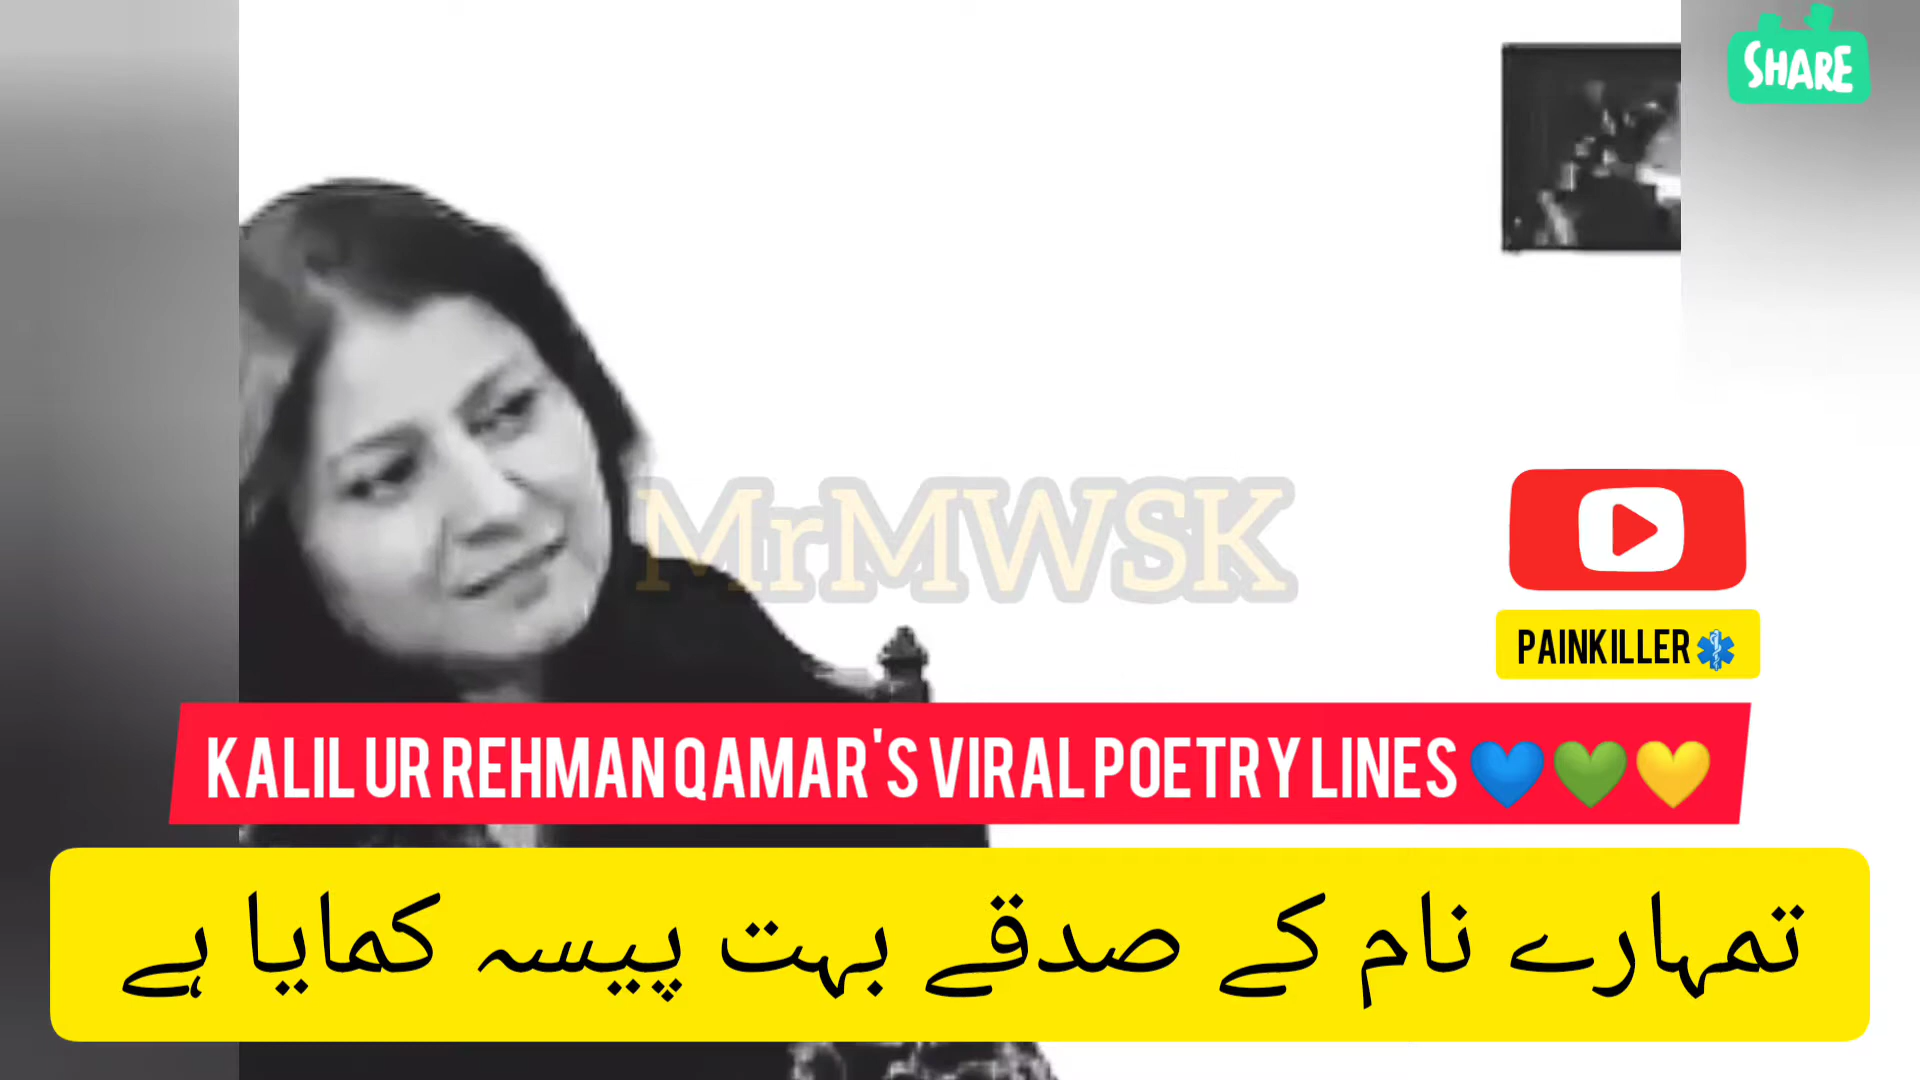 SHARE
MrMWSK
PAINKILLER
KALIL UR REHMAN QAMAR'S VIRAL POETRY LINES 💙💚💛
تمہارے نام کے صدقے بہت پیسہ کمایا ہے